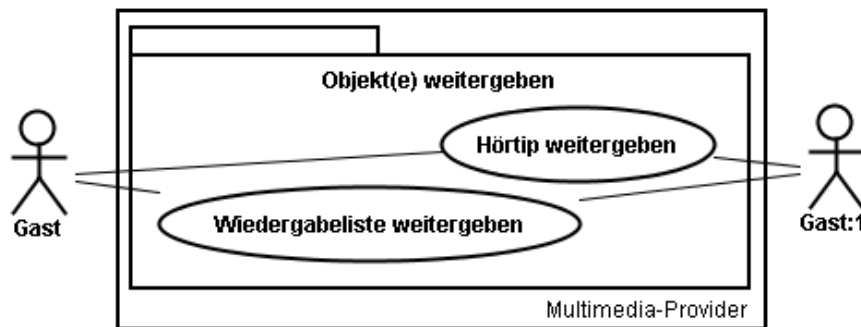 Objekt(e) weitergeben
Hörtip weitergeben
Wiedergabeliste weitergeben
Gast
Gast:1
Multimedia-Provider